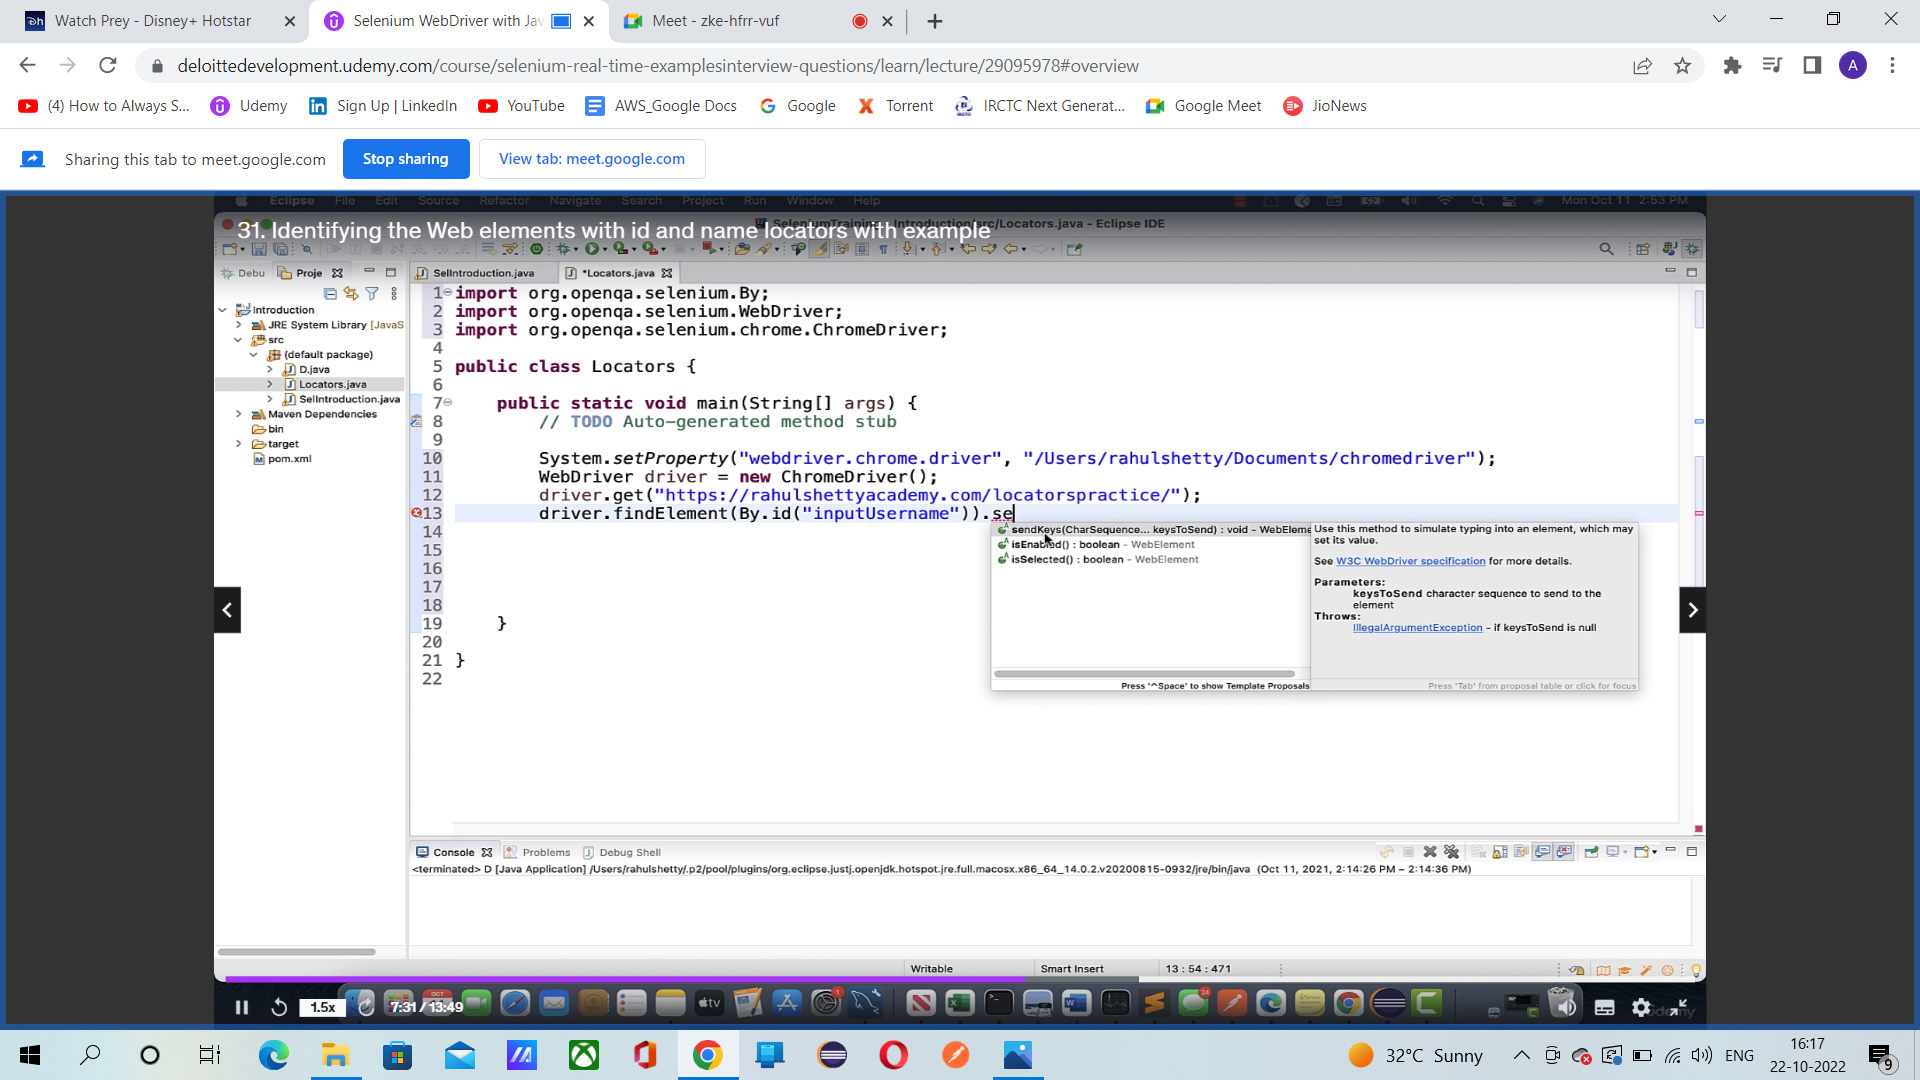 Watch Prey - Disney+ Hotstar
Selenium WebDriver with Jav
Meet - zke-hfrr-vuf
deloittedevelopment.udemy.com/course/selenium-real-time-examplesinterview-questions/learn/lecture/29095978#overview
A
(4) How to Always S...
Udemy
Sign Up | LinkedIn
YouTube
AWS_Google Docs
Google
Torrent
IRCTC Next Generat...
Google Meet
JioNews
Sharing this tab to meet.google.com
Stop sharing
View tab: meet.google.com
Eclipse File Edit Source Refactor Navigate Search Project Run Window Help
Mon Oct 11 2:53 PM
31. Identifying the Web elements with id and name locators with example
SeleniumTraining - Introduction/src/Locators.java - Eclipse IDE
Debu
Proje
SelIntroduction.java
*Locators.java
Introduction
JRE System Library [JavaS
src
(default package)
D.java
Locators.java
SelIntroduction.java
Maven Dependencies
bin
target
pom.xml
1 import org.openqa.selenium.By;
2 import org.openqa.selenium.WebDriver;
3 import org.openqa.selenium.chrome.ChromeDriver;
4
5 public class Locators {
6
7 public static void main(String[] args) {
8 // TODO Auto-generated method stub
9
10 System.setProperty("webdriver.chrome.driver", "/Users/rahulshetty/Documents/chromedriver");
11 WebDriver driver = new ChromeDriver();
12 driver.get("https://rahulshettyacademy.com/locatorspractice/");
13 driver.findElement(By.id("inputUsername")).se
14
15
16
17
18
19 }
20
21 }
22
sendKeys(CharSequence... keysToSend) : void - WebEleme
isEnabled() : boolean - WebElement
isSelected() : boolean - WebElement
Press '^Space' to show Template Proposals
Use this method to simulate typing into an element, which may
set its value.
See W3C WebDriver specification for more details.
Parameters:
keysToSend character sequence to send to the
element
Throws:
IllegalArgumentException - if keysToSend is null
Press 'Tab' from proposal table or click for focus
Console
Problems
Debug Shell
<terminated> D [Java Application] /Users/rahulshetty/.p2/pool/plugins/org.eclipse.justj.openjdk.hotspot.jre.full.macosx.x86_64_14.0.2.v20200815-0932/jre/bin/java (Oct 11, 2021, 2:14:26 PM – 2:14:36 PM)
Writable
Smart Insert
13 : 54 : 471
1.5x
7:31 / 13:49
OCT
tv
24
32°C Sunny
ENG
16:17
22-10-2022
9